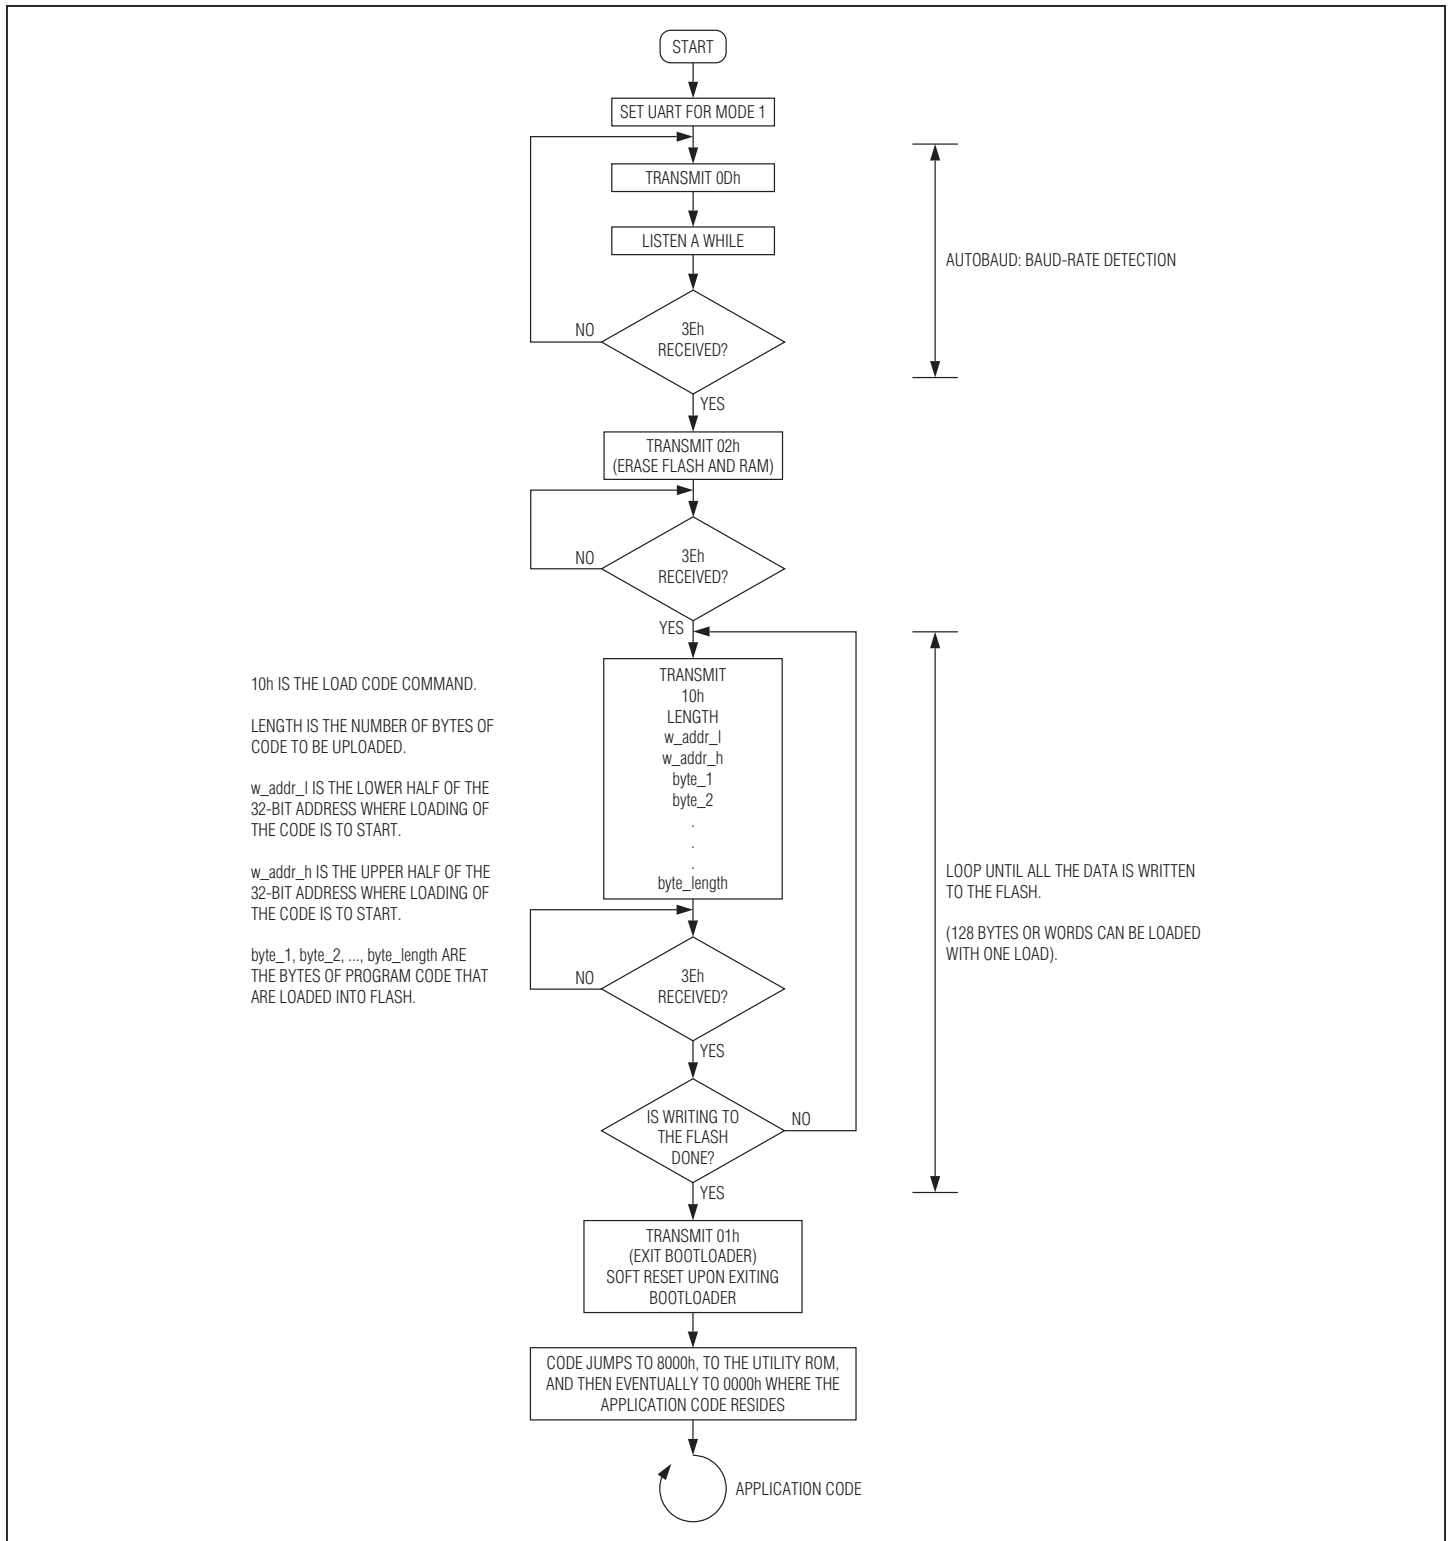 START
SET UART FOR MODE 1
TRANSMIT 0Dh
LISTEN A WHILE
AUTOBAUD: BAUD-RATE DETECTION
NO
3Eh
RECEIVED?
YES
TRANSMIT 02h
(ERASE FLASH AND RAM)
NO
3Eh
RECEIVED?
YES
10h IS THE LOAD CODE COMMAND.
LENGTH IS THE NUMBER OF BYTES OF
CODE TO BE UPLOADED.
w_addr_l IS THE LOWER HALF OF THE
32-BIT ADDRESS WHERE LOADING OF
THE CODE IS TO START.
w_addr_h IS THE UPPER HALF OF THE
32-BIT ADDRESS WHERE LOADING OF
THE CODE IS TO START.
byte_1, byte_2, ..., byte_length ARE
THE BYTES OF PROGRAM CODE THAT
ARE LOADED INTO FLASH.
TRANSMIT
10h
LENGTH
w_addr_l
w_addr_h
byte_1
byte_2
.
.
.
byte_length
LOOP UNTIL ALL THE DATA IS WRITTEN
TO THE FLASH.
(128 BYTES OR WORDS CAN BE LOADED
WITH ONE LOAD).
NO
3Eh
RECEIVED?
YES
IS WRITING TO
THE FLASH
DONE?
NO
YES
TRANSMIT 01h
(EXIT BOOTLOADER)
SOFT RESET UPON EXITING
BOOTLOADER
CODE JUMPS TO 8000h, TO THE UTILITY ROM,
AND THEN EVENTUALLY TO 0000h WHERE THE
APPLICATION CODE RESIDES
APPLICATION CODE